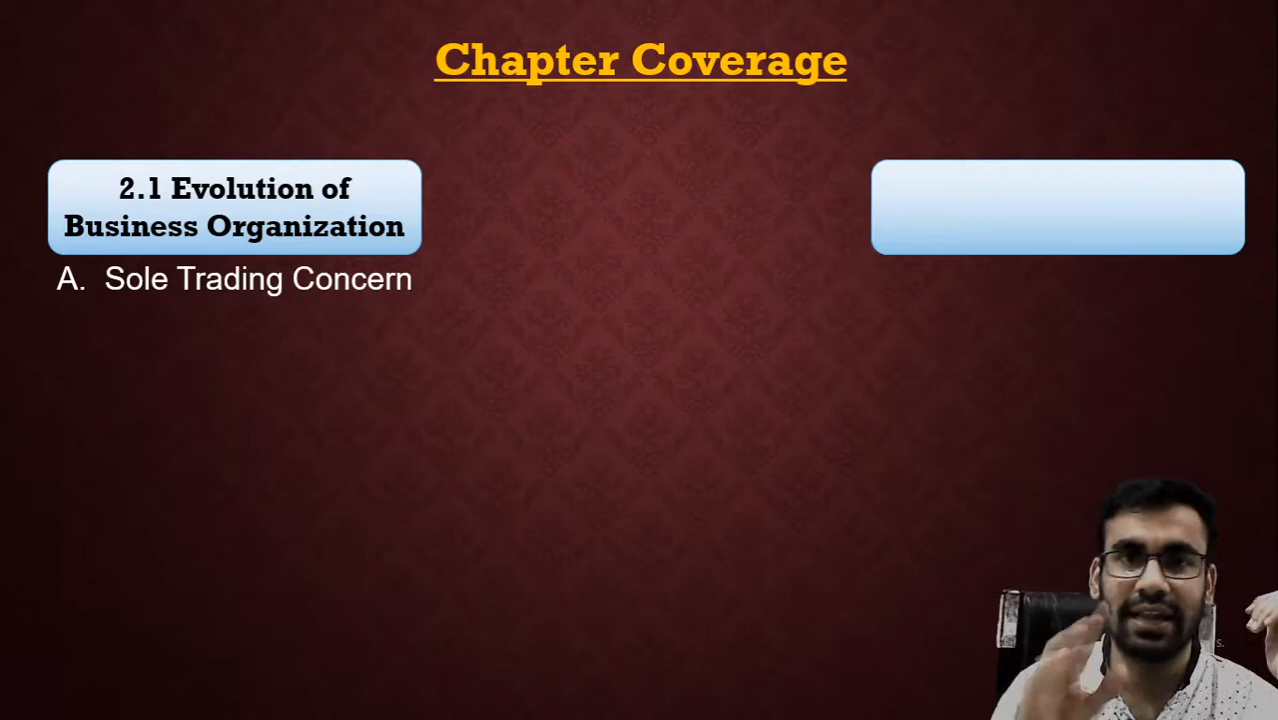 Chapter Coverage
2.1 Evolution of
Business Organization
A. Sole Trading Concern
s.